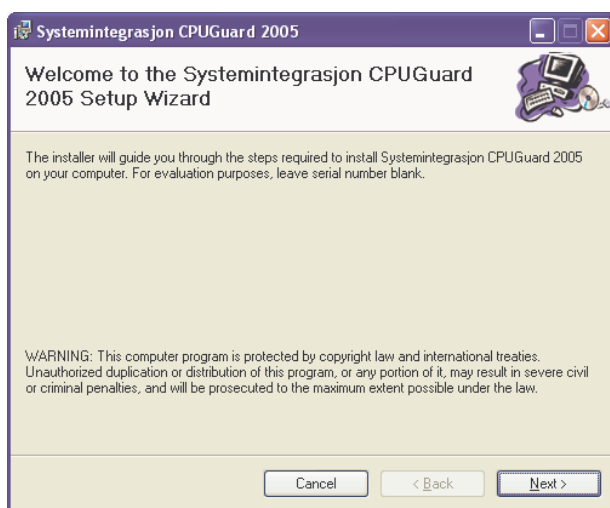 Systemintegrasjon CPUGuard 2005
Welcome to the Systemintegrasjon CPUGuard
2005 Setup Wizard
The installer will guide you through the steps required to install Systemintegrasjon CPUGuard 2005
on your computer. For evaluation purposes, leave serial number blank.
WARNING: This computer program is protected by copyright law and international treaties.
Unauthorized duplication or distribution of this program, or any portion of it, may result in severe civil
or criminal penalties, and will be prosecuted to the maximum extent possible under the law.
Cancel < Back Next >